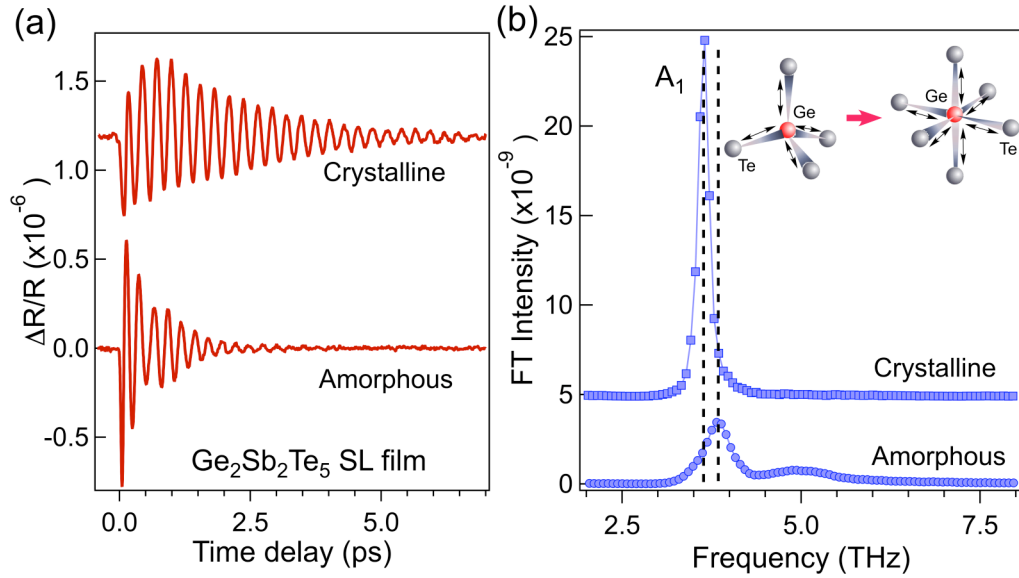 (a)
1.5
1.0
0.5
0.0
-0.5
ΔR/R (x10⁻⁶)
Crystalline
Amorphous
Ge₂Sb₂Te₅ SL film
0.0
2.5
5.0
Time delay (ps)
(b)
25
20
15
10
5
0
FT Intensity (x10⁻⁹)
A₁
Ge
Te
Ge
Te
Crystalline
Amorphous
2.5
5.0
7.5
Frequency (THz)